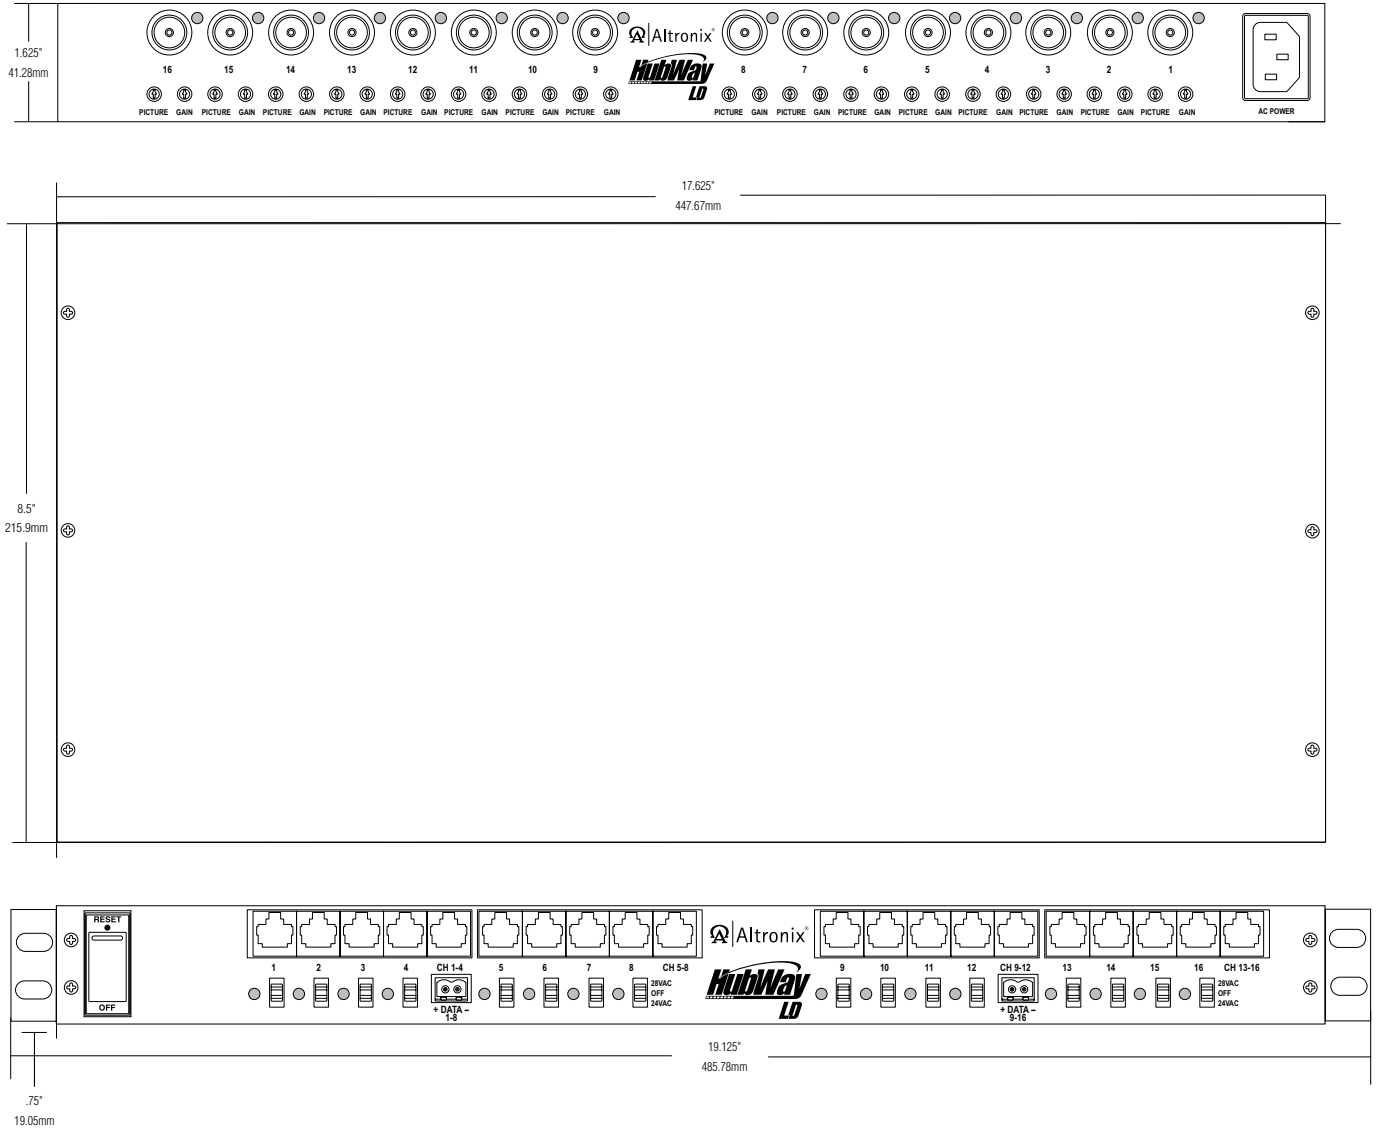 1.625"
41.28mm
Altronix®
HubWay
LD
16 15 14 13 12 11 10 9 8 7 6 5 4 3 2 1
PICTURE GAIN PICTURE GAIN PICTURE GAIN PICTURE GAIN PICTURE GAIN PICTURE GAIN PICTURE GAIN PICTURE GAIN PICTURE GAIN PICTURE GAIN PICTURE GAIN PICTURE GAIN PICTURE GAIN PICTURE GAIN PICTURE GAIN PICTURE GAIN
AC POWER
17.625"
447.67mm
8.5"
215.9mm
RESET
OFF
Altronix®
HubWay
LD
1 2 3 4 CH 1-4 5 6 7 8 CH 5-8
28VAC
OFF
24VAC
+ DATA –
1-8
9 10 11 12 CH 9-12 13 14 15 16 CH 13-16
28VAC
OFF
24VAC
+ DATA –
9-16
19.125"
485.78mm
.75"
19.05mm